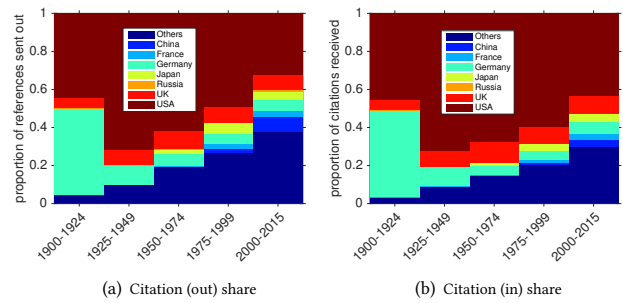 proportion of references sent out
1
0.8
0.6
0.4
0.2
0
Others
China
France
Germany
Japan
Russia
UK
USA
1900-1924
1925-1949
1950-1974
1975-1999
2000-2015
(a) Citation (out) share
proportion of citations received
1
0.8
0.6
0.4
0.2
0
Others
China
France
Germany
Japan
Russia
UK
USA
1900-1924
1925-1949
1950-1974
1975-1999
2000-2015
(b) Citation (in) share